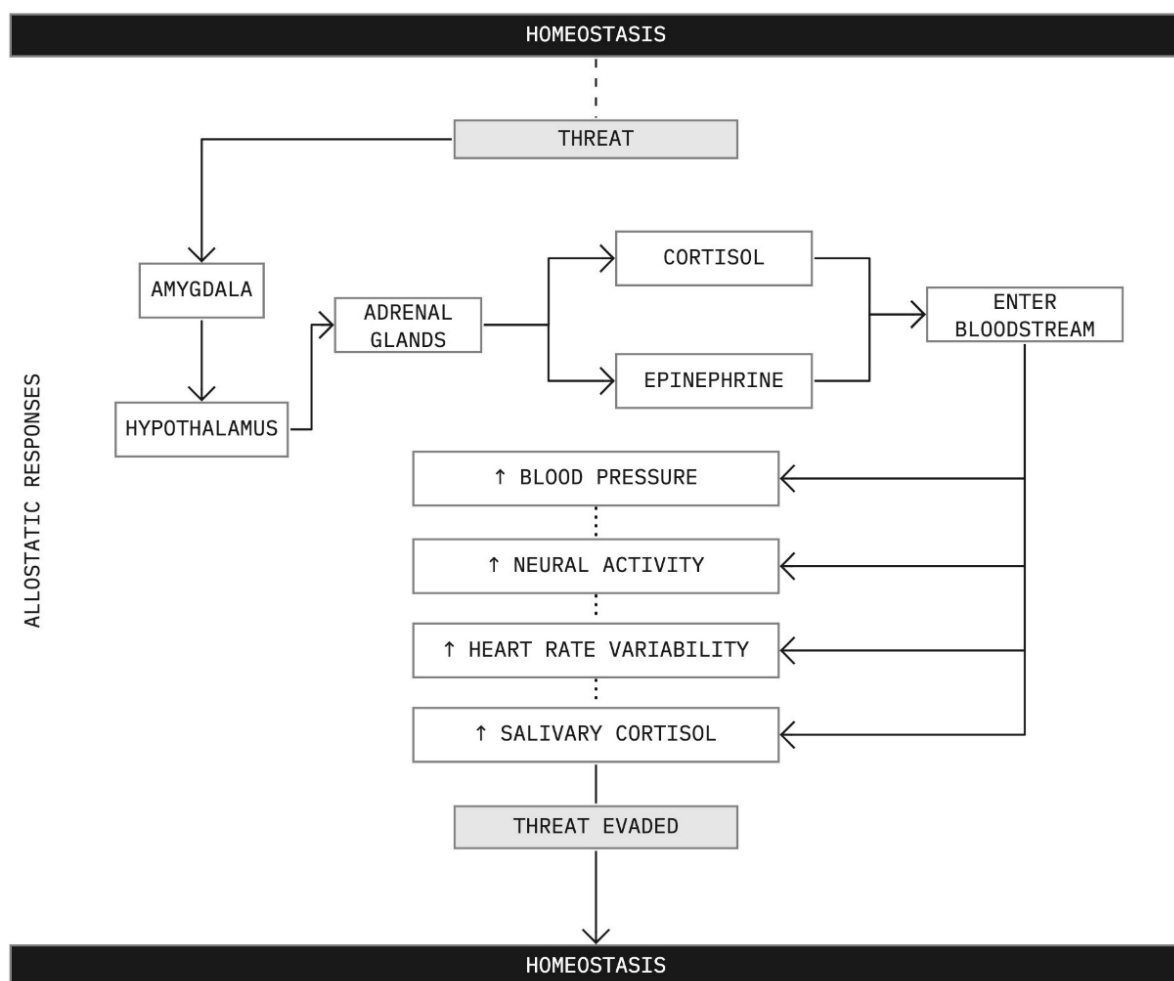 HOMEOSTASIS
THREAT
AMYGDALA
HYPOTHALAMUS
ADRENAL
GLANDS
CORTISOL
EPINEPHRINE
ENTER
BLOODSTREAM
↑ BLOOD PRESSURE
↑ NEURAL ACTIVITY
↑ HEART RATE VARIABILITY
↑ SALIVARY CORTISOL
THREAT EVADED
HOMEOSTASIS
ALLOSTATIC RESPONSES